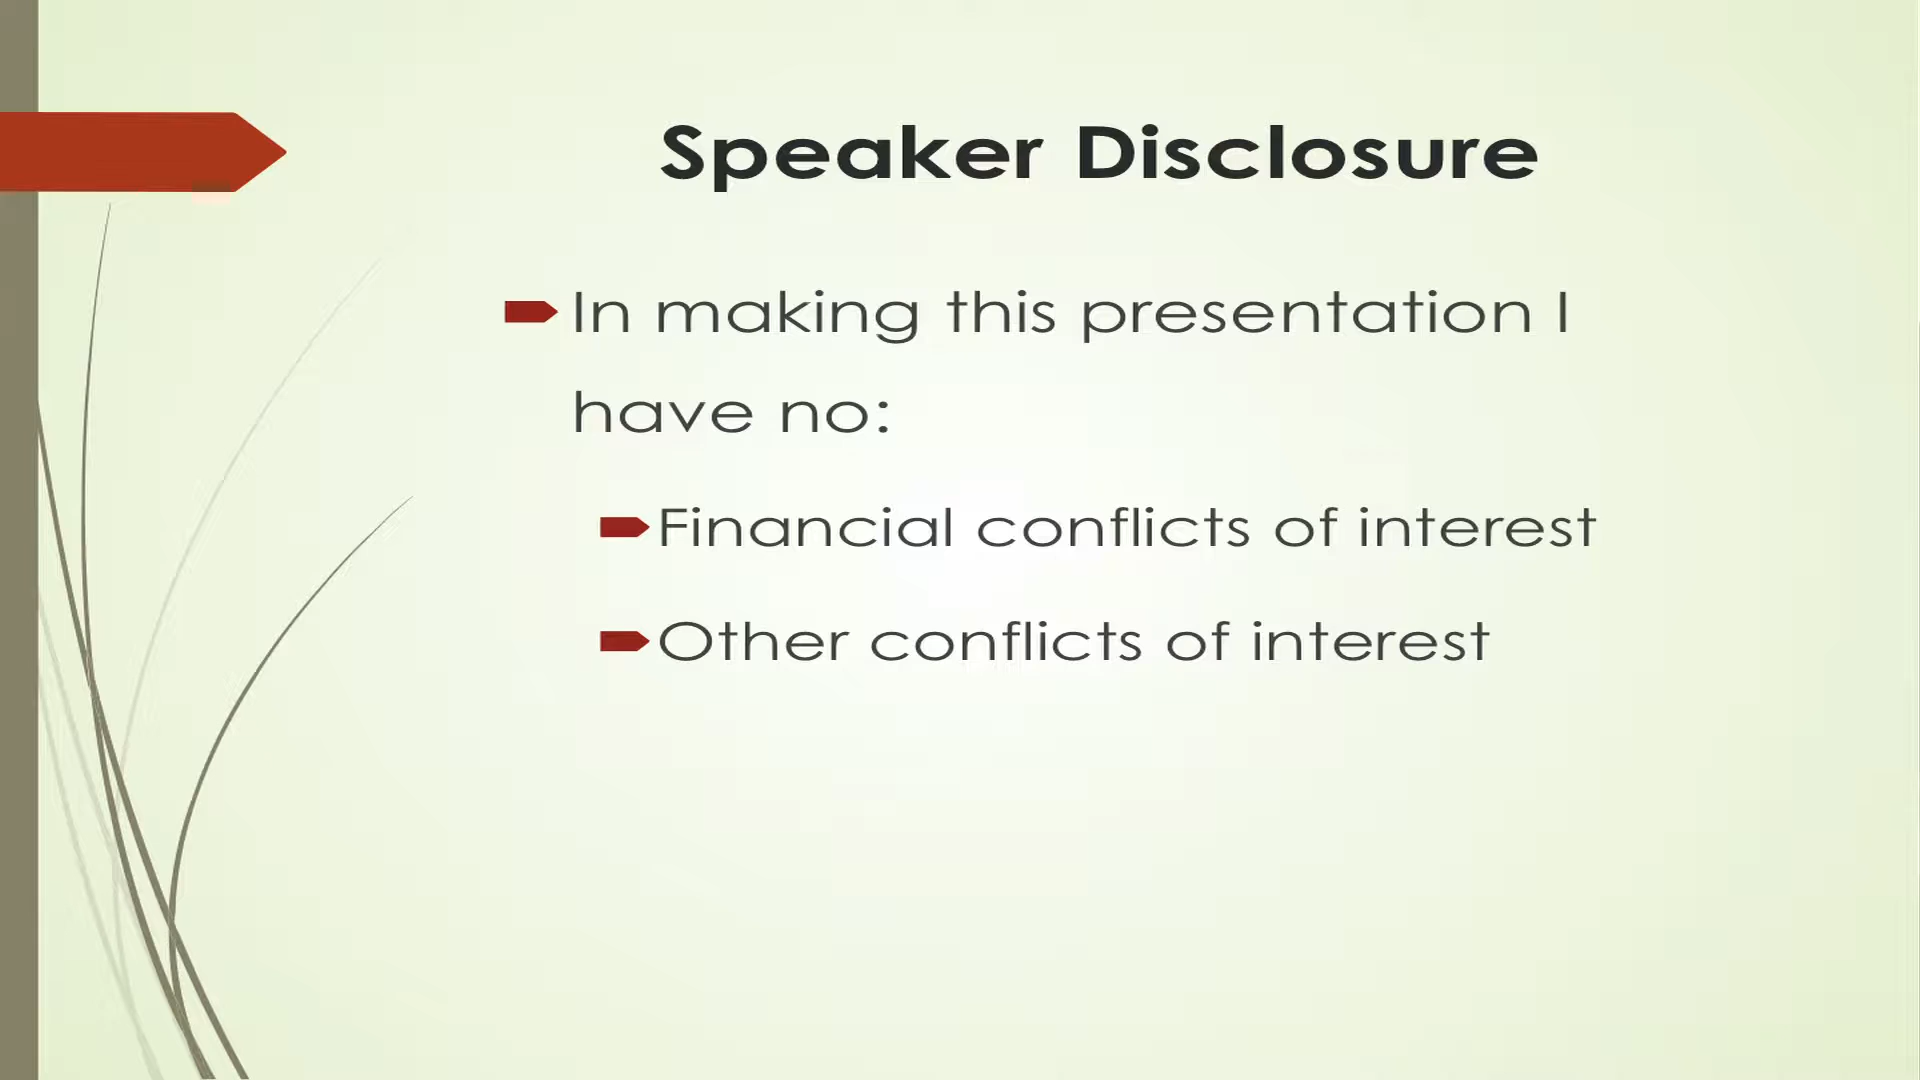 Speaker Disclosure
In making this presentation I
have no:
Financial conflicts of interest
Other conflicts of interest